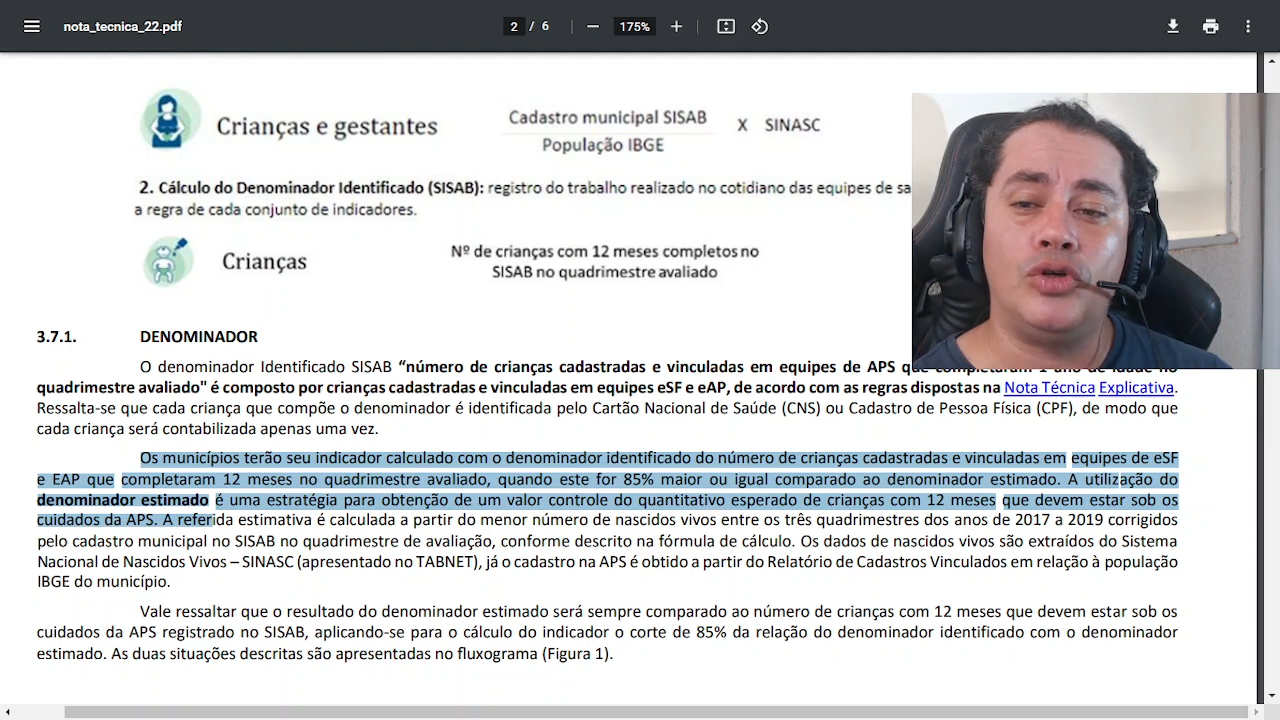 nota_tecnica_22.pdf
2 / 6
175%
Crianças e gestantes
Cadastro municipal SISAB
População IBGE
X SINASC
2. Cálculo do Denominador Identificado (SISAB): registro do trabalho realizado no cotidiano das equipes de sa
a regra de cada conjunto de indicadores.
Crianças
Nº de crianças com 12 meses completos no
SISAB no quadrimestre avaliado
3.7.1. DENOMINADOR
O denominador Identificado SISAB “número de crianças cadastradas e vinculadas em equipes de APS que completaram 1 ano de idade no
quadrimestre avaliado" é composto por crianças cadastradas e vinculadas em equipes eSF e eAP, de acordo com as regras dispostas na Nota Técnica Explicativa.
Ressalta-se que cada criança que compõe o denominador é identificada pelo Cartão Nacional de Saúde (CNS) ou Cadastro de Pessoa Física (CPF), de modo que
cada criança será contabilizada apenas uma vez.
Os municípios terão seu indicador calculado com o denominador identificado do número de crianças cadastradas e vinculadas em equipes de eSF
e EAP que completaram 12 meses no quadrimestre avaliado, quando este for 85% maior ou igual comparado ao denominador estimado. A utilização do
denominador estimado é uma estratégia para obtenção de um valor controle do quantitativo esperado de crianças com 12 meses que devem estar sob os
cuidados da APS. A referida estimativa é calculada a partir do menor número de nascidos vivos entre os três quadrimestres dos anos de 2017 a 2019 corrigidos
pelo cadastro municipal no SISAB no quadrimestre de avaliação, conforme descrito na fórmula de cálculo. Os dados de nascidos vivos são extraídos do Sistema
Nacional de Nascidos Vivos – SINASC (apresentado no TABNET), já o cadastro na APS é obtido a partir do Relatório de Cadastros Vinculados em relação à população
IBGE do município.
Vale ressaltar que o resultado do denominador estimado será sempre comparado ao número de crianças com 12 meses que devem estar sob os
cuidados da APS registrado no SISAB, aplicando-se para o cálculo do indicador o corte de 85% da relação do denominador identificado com o denominador
estimado. As duas situações descritas são apresentadas no fluxograma (Figura 1).